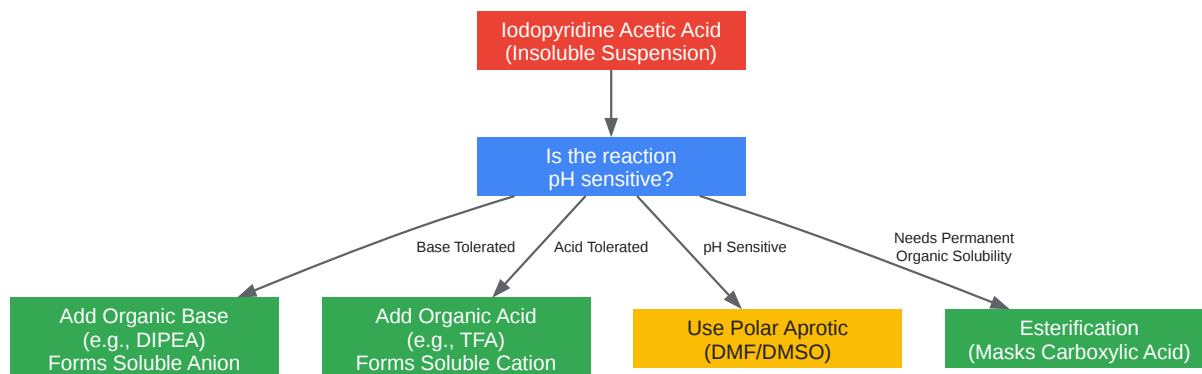 Iodopyridine Acetic Acid
(Insoluble Suspension)
Is the reaction
pH sensitive?
Base Tolerated
Acid Tolerated
pH Sensitive
Needs Permanent
Organic Solubility
Add Organic Base
(e.g., DIPEA)
Forms Soluble Anion
Add Organic Acid
(e.g., TFA)
Forms Soluble Cation
Use Polar Aprotic
(DMF/DMSO)
Esterification
(Masks Carboxylic Acid)